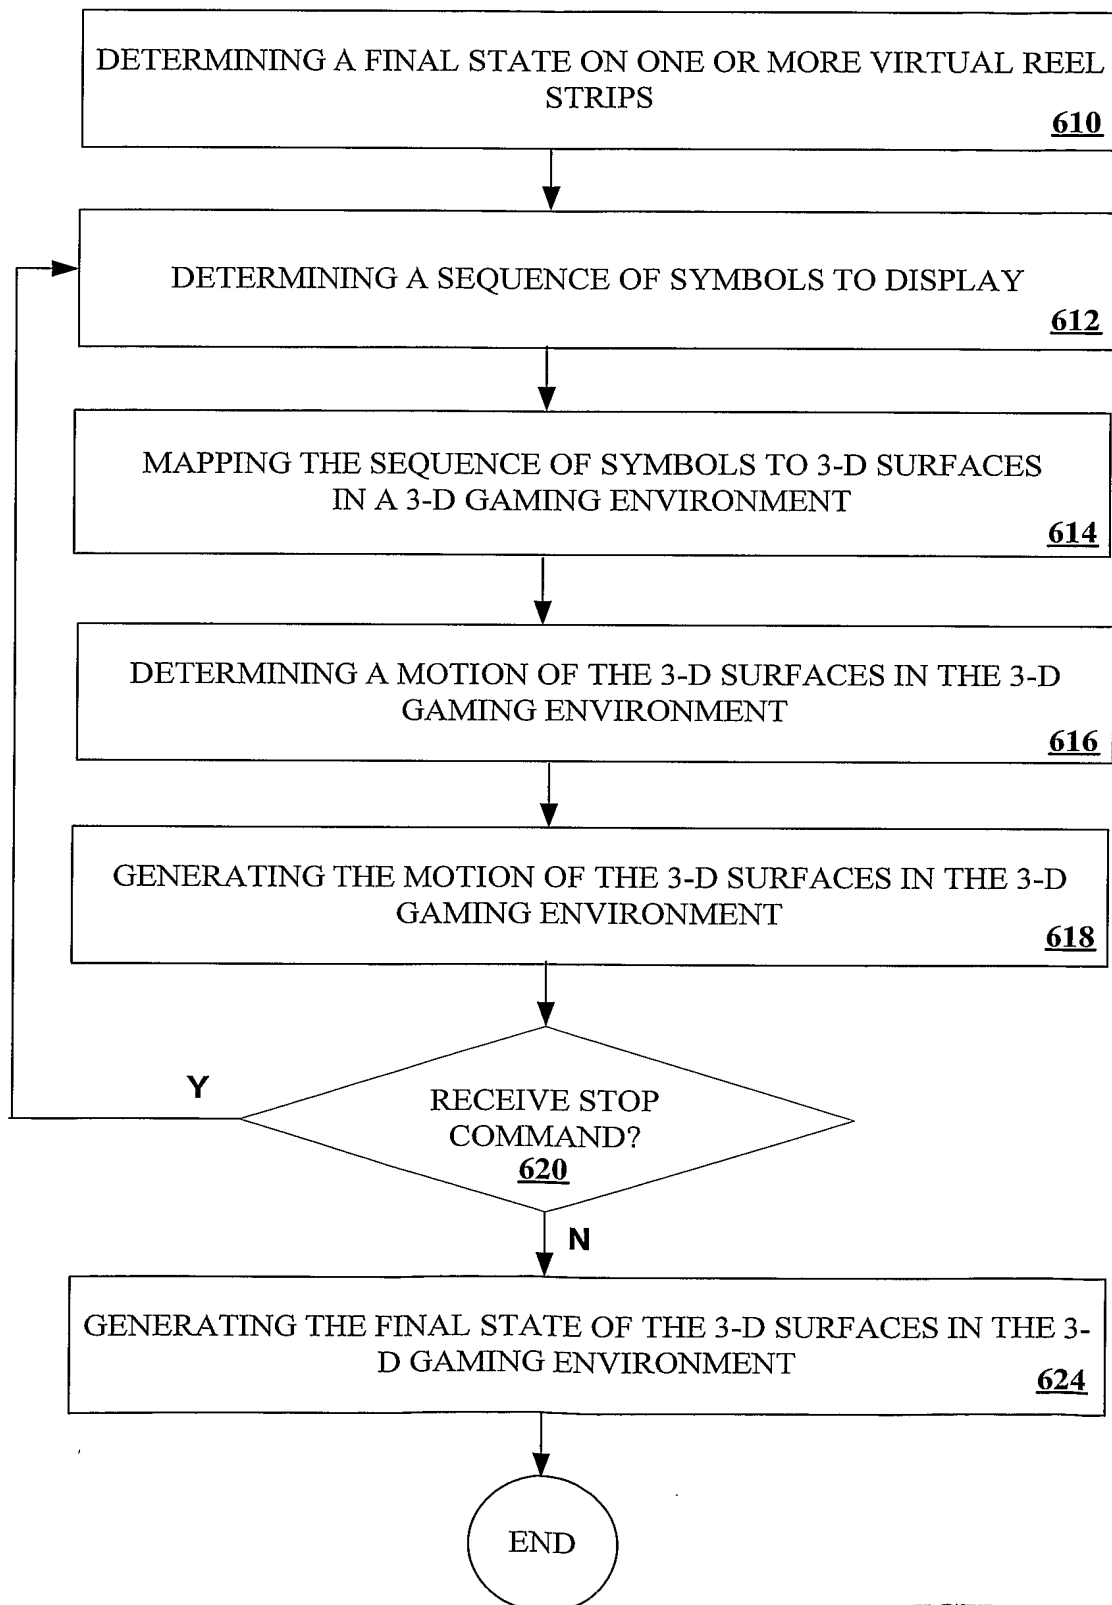 DETERMINING A FINAL STATE ON ONE OR MORE VIRTUAL REEL
STRIPS
610
DETERMINING A SEQUENCE OF SYMBOLS TO DISPLAY
612
MAPPING THE SEQUENCE OF SYMBOLS TO 3-D SURFACES
IN A 3-D GAMING ENVIRONMENT
614
DETERMINING A MOTION OF THE 3-D SURFACES IN THE 3-D
GAMING ENVIRONMENT
616
GENERATING THE MOTION OF THE 3-D SURFACES IN THE 3-D
GAMING ENVIRONMENT
618
Y
RECEIVE STOP
COMMAND?
620
N
GENERATING THE FINAL STATE OF THE 3-D SURFACES IN THE 3-
D GAMING ENVIRONMENT
624
END